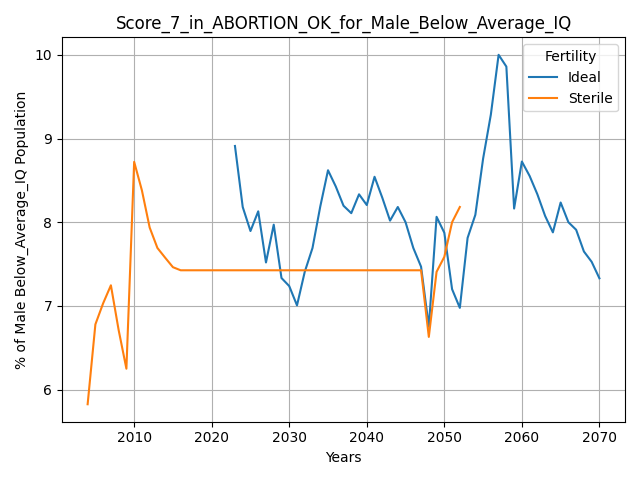 Score_7_in_ABORTION_OK_for_Male_Below_Average_IQ
% of Male Below_Average_IQ Population
10
9
8
7
6
Fertility
Ideal
Sterile
2010 2020 2030 2040 2050 2060 2070
Years